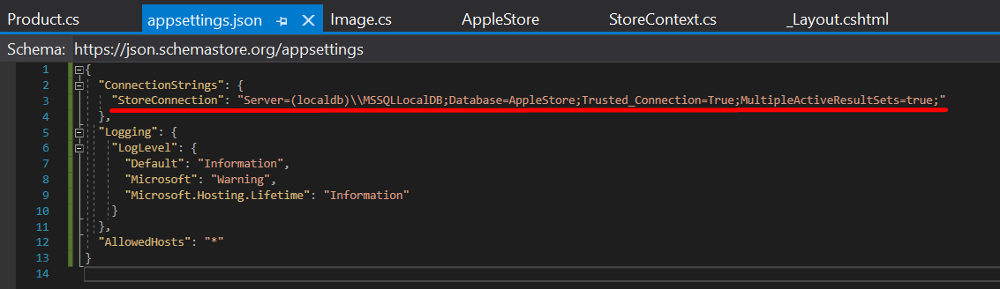 Product.cs appsettings.json Image.cs AppleStore StoreContext.cs _Layout.cshtml
Schema: https://json.schemastore.org/appsettings
1 {
2 "ConnectionStrings": {
3 "StoreConnection": "Server=(localdb)\\MSSQLLocalDB;Database=AppleStore;Trusted_Connection=True;MultipleActiveResultSets=true;"
4 },
5 "Logging": {
6 "LogLevel": {
7 "Default": "Information",
8 "Microsoft": "Warning",
9 "Microsoft.Hosting.Lifetime": "Information"
10 }
11 },
12 "AllowedHosts": "*"
13 }
14